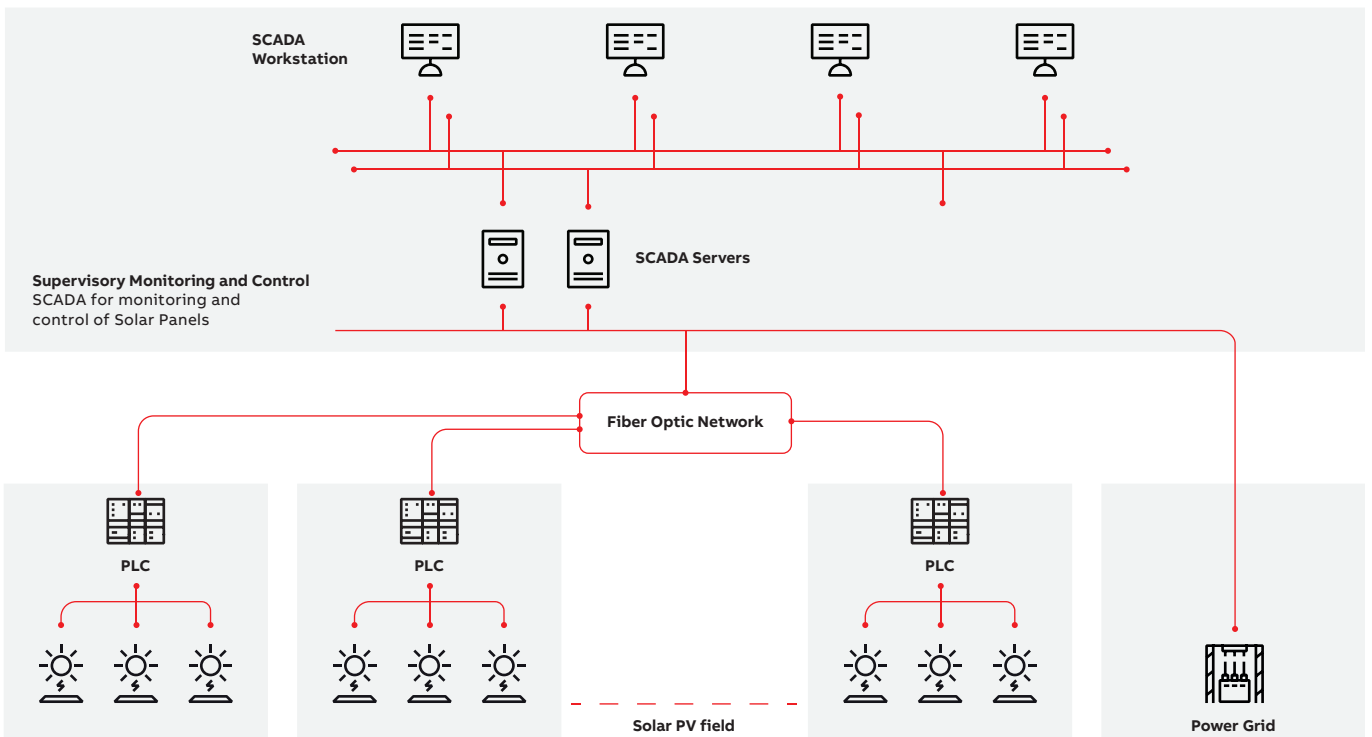 SCADA
Workstation
SCADA Servers
Supervisory Monitoring and Control
SCADA for monitoring and
control of Solar Panels
Fiber Optic Network
PLC
PLC
PLC
Solar PV field
Power Grid